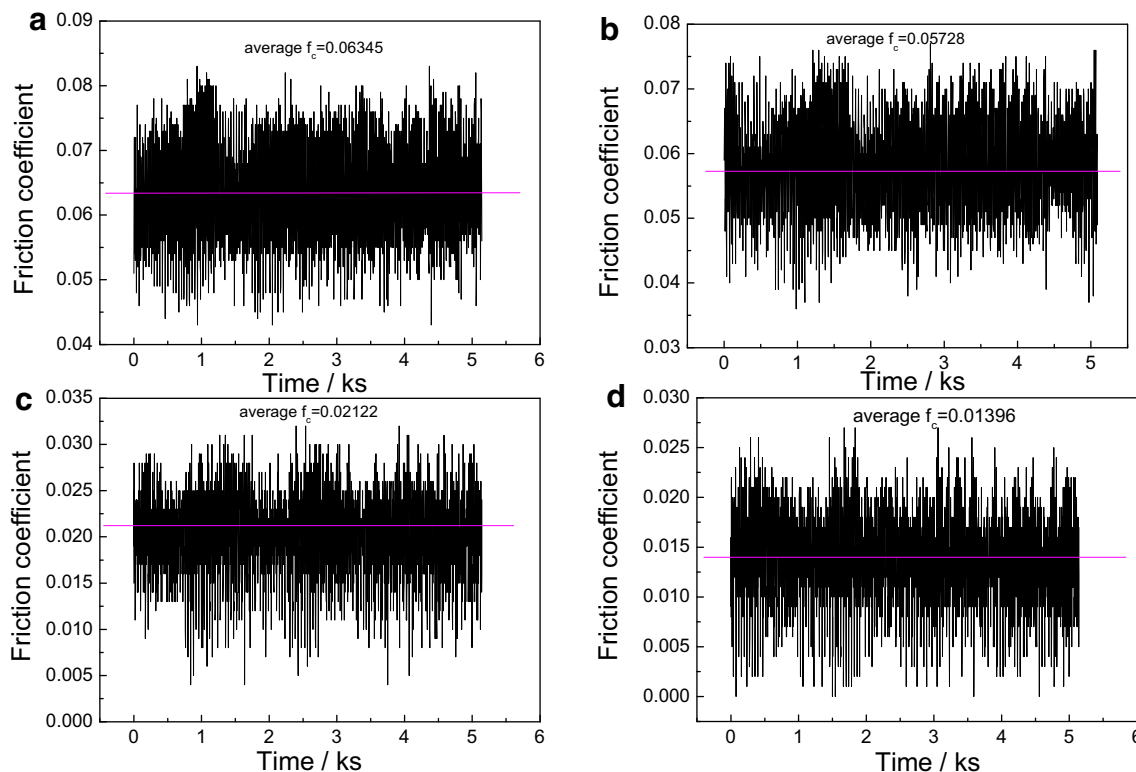 a
average fc=0.06345
Friction coefficient
0.09
0.08
0.07
0.06
0.05
0.04
0 1 2 3 4 5 6
Time / ks
b
average fc=0.05728
Friction coefficient
0.08
0.07
0.06
0.05
0.04
0.03
0 1 2 3 4 5
Time / ks
c
average fc=0.02122
Friction coefficient
0.035
0.030
0.025
0.020
0.015
0.010
0.005
0.000
0 1 2 3 4 5 6
Time / ks
d
average fc=0.01396
Friction coefficient
0.030
0.025
0.020
0.015
0.010
0.005
0.000
0 1 2 3 4 5 6
Time / ks